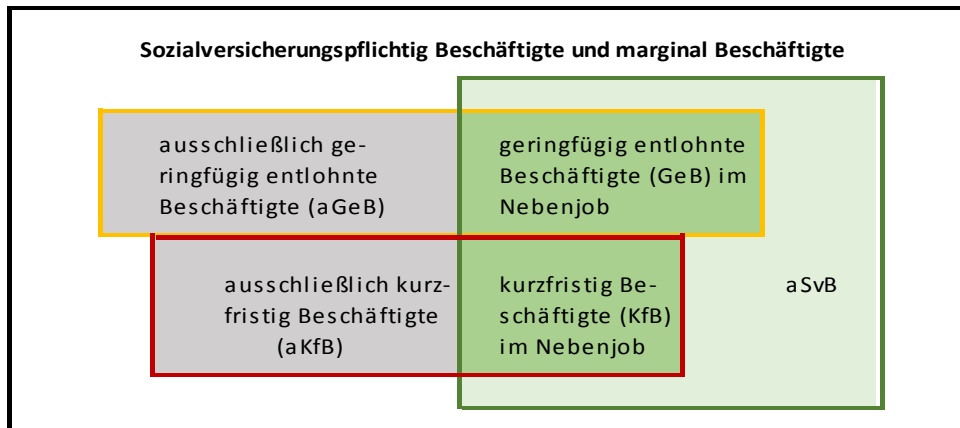 Sozialversicherungspflichtig Beschäftigte und marginal Beschäftigte
ausschließlich ge-
ringfügig entlohnte
Beschäftigte (aGeB)
geringfügig entlohnte
Beschäftigte (GeB) im
Nebenjob
ausschließlich kurz-
fristig Beschäftigte
(aKfB)
kurzfristig Be-
schäftigte (KfB)
im Nebenjob
aSvB